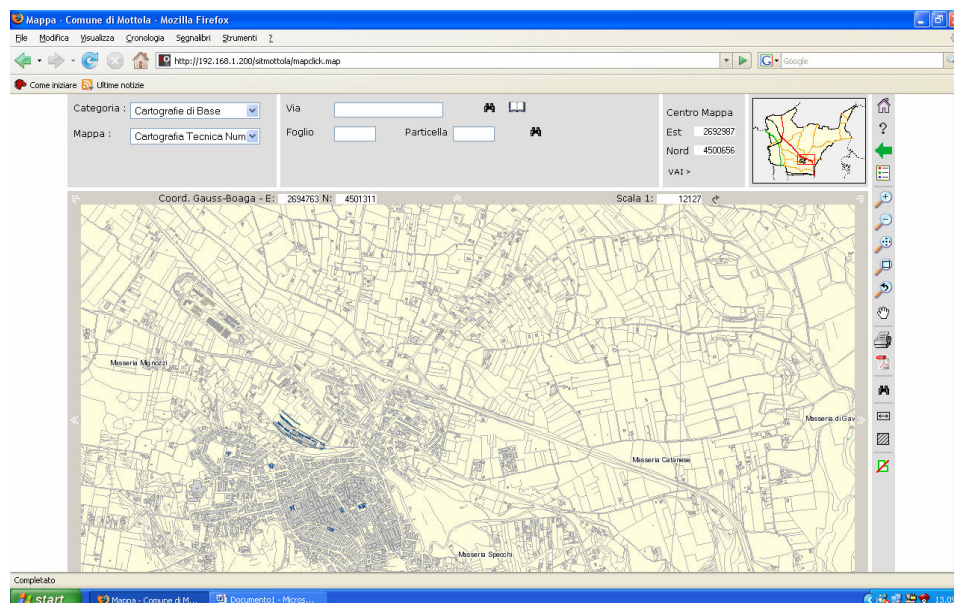 Mappa - Comune di Mottola - Mozilla Firefox
File Modifica Visualizza Cronologia Segnalibri Strumenti ?
http://192.168.1.200/sitmottola/mapclick.map
G Google
Come iniziare Ultime notizie
Categoria : Cartografie di Base
Mappa : Cartografia Tecnica Num
Via
Foglio Particella
Centro Mappa
Est 2692987
Nord 4500656
VAI >
?
Coord. Gauss-Boaga - E: 2694763 N: 4501311 Scala 1: 12127
Masseria Mignozzi
Masseria di Gav
Masseria Catanese
Masseria Specchi
Completato
start Mappa - Comune di M... Documento1 - Micros... 13.09